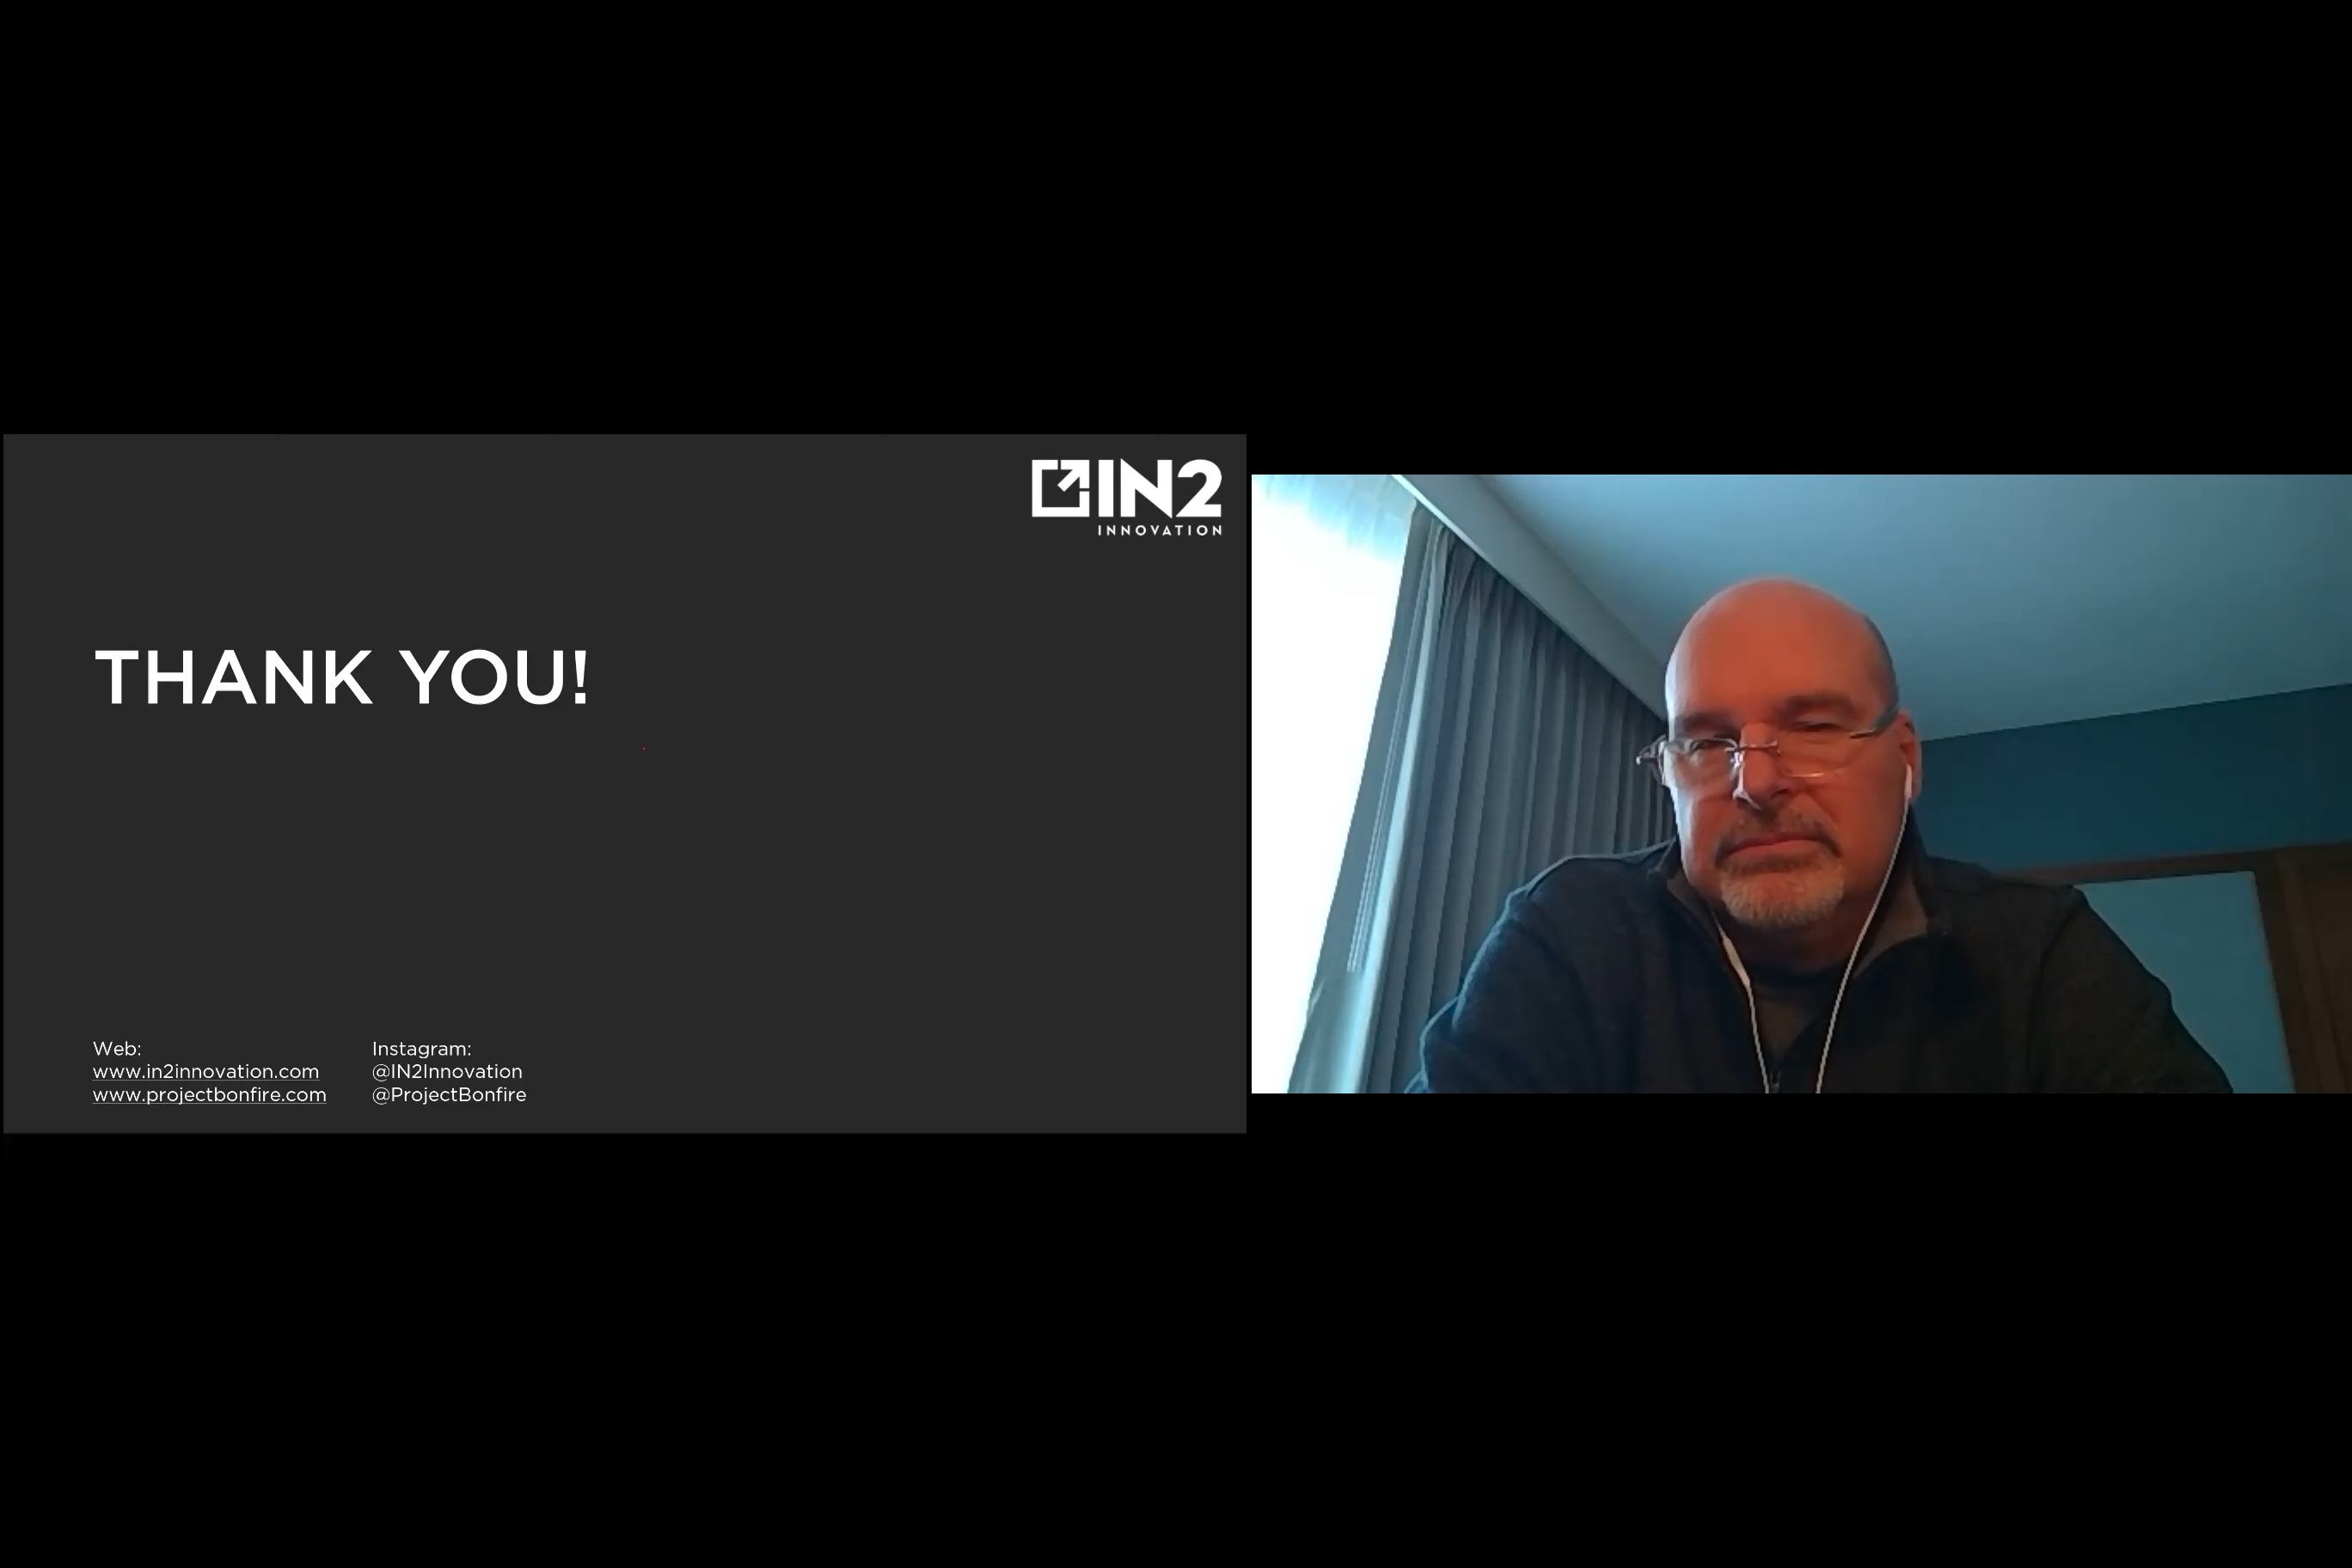 IN2
INNOVATION
THANK YOU!
Web:
www.in2innovation.com
www.projectbonfire.com
Instagram:
@IN2Innovation
@ProjectBonfire